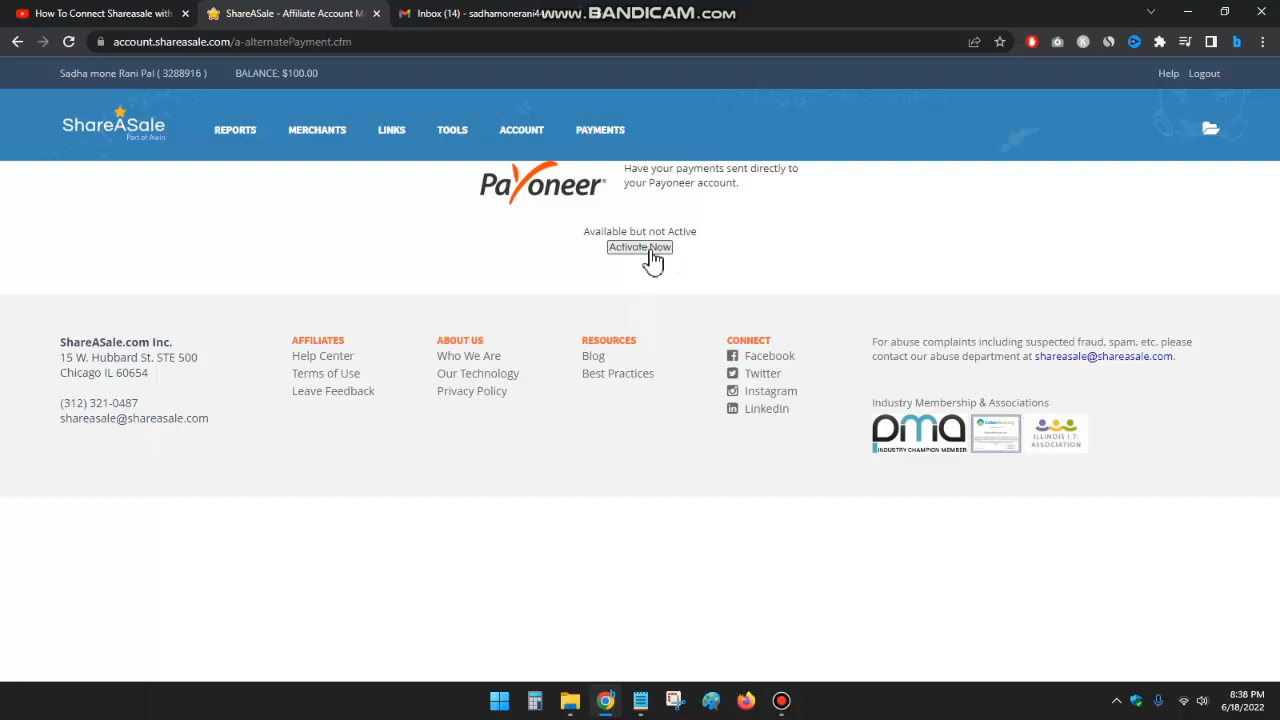 How To Connect Shareasale with
ShareASale - Affiliate Account M
Inbox (14) - sadhamonerani4
www.BANDICAM.com
account.shareasale.com/a-alternatePayment.cfm
Sadha mone Rani Pal ( 3288916 )
BALANCE: $100.00
Help
Logout
ShareASale
Part of Awin
REPORTS
MERCHANTS
LINKS
TOOLS
ACCOUNT
PAYMENTS
Payoneer
Have your payments sent directly to
your Payoneer account.
Available but not Active
Activate Now
ShareASale.com Inc.
15 W. Hubbard St. STE 500
Chicago IL 60654
(312) 321-0487
shareasale@shareasale.com
AFFILIATES
Help Center
Terms of Use
Leave Feedback
ABOUT US
Who We Are
Our Technology
Privacy Policy
RESOURCES
Blog
Best Practices
CONNECT
Facebook
Twitter
Instagram
LinkedIn
For abuse complaints including suspected fraud, spam, etc. please
contact our abuse department at shareasale@shareasale.com.
Industry Membership & Associations
DMA
INDUSTRY CHAMPION MEMBER
ILLINOIS I.T.
ASSOCIATION
8:38 PM
6/18/2022